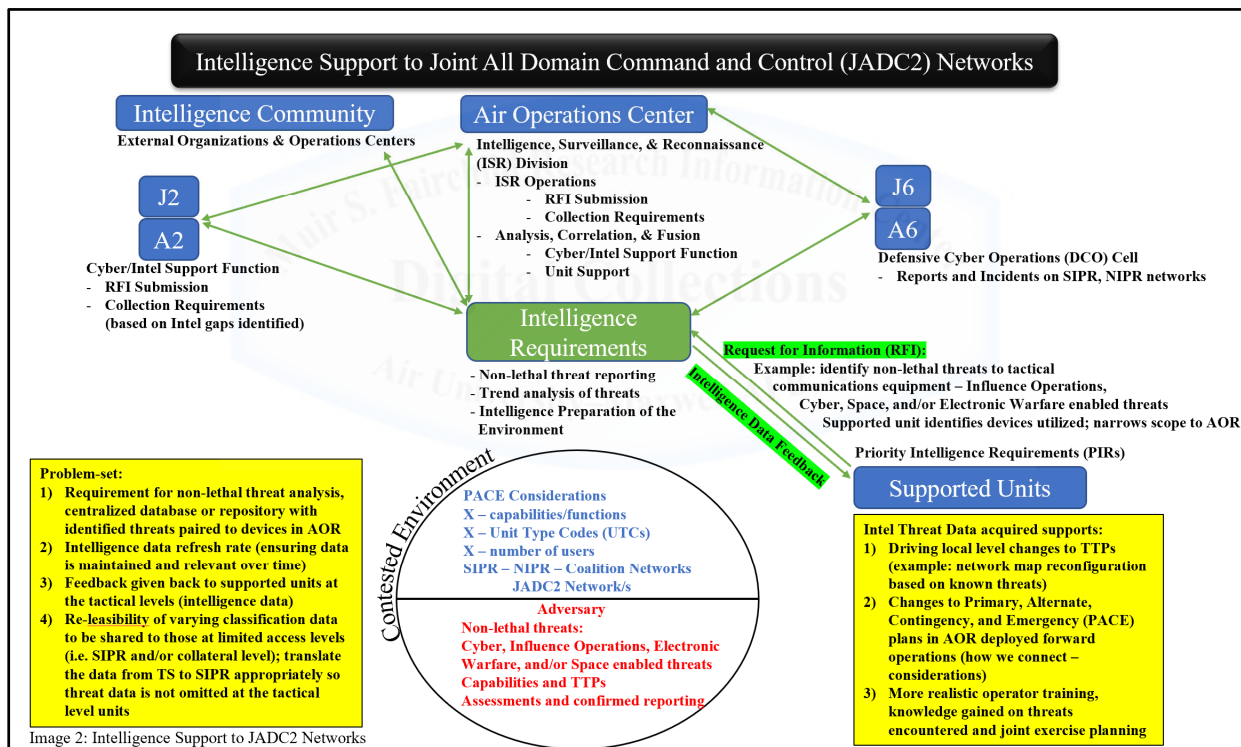 Intelligence Support to Joint All Domain Command and Control (JADC2) Networks
Intelligence Community
External Organizations & Operations Centers
Air Operations Center
Intelligence, Surveillance, & Reconnaissance
(ISR) Division
- ISR Operations
- RFI Submission
- Collection Requirements
- Analysis, Correlation, & Fusion
- Cyber/Intel Support Function
- Unit Support
J2
A2
Cyber/Intel Support Function
- RFI Submission
- Collection Requirements
(based on Intel gaps identified)
J6
A6
Defensive Cyber Operations (DCO) Cell
- Reports and Incidents on SIPR, NIPR networks
Intelligence
Requirements
- Non-lethal threat reporting
- Trend analysis of threats
- Intelligence Preparation of the
Environment
Request for Information (RFI):
Example: identify non-lethal threats to tactical
communications equipment – Influence Operations,
Cyber, Space, and/or Electronic Warfare enabled threats
Supported unit identifies devices utilized; narrows scope to AOR
Intelligence Data Feedback
Priority Intelligence Requirements (PIRs)
Supported Units
Problem-set:
1) Requirement for non-lethal threat analysis,
centralized database or repository with
identified threats paired to devices in AOR
2) Intelligence data refresh rate (ensuring data
is maintained and relevant over time)
3) Feedback given back to supported units at
the tactical levels (intelligence data)
4) Re-leasibility of varying classification data
to be shared to those at limited access levels
(i.e. SIPR and/or collateral level); translate
the data from TS to SIPR appropriately so
threat data is not omitted at the tactical
level units
Contested Environment
PACE Considerations
X – capabilities/functions
X – Unit Type Codes (UTCs)
X – number of users
SIPR – NIPR – Coalition Networks
JADC2 Network/s
Adversary
Non-lethal threats:
Cyber, Influence Operations, Electronic
Warfare, and/or Space enabled threats
Capabilities and TTPs
Assessments and confirmed reporting
Intel Threat Data acquired supports:
1) Driving local level changes to TTPs
(example: network map reconfiguration
based on known threats)
2) Changes to Primary, Alternate,
Contingency, and Emergency (PACE)
plans in AOR deployed forward
operations (how we connect –
considerations)
3) More realistic operator training,
knowledge gained on threats
encountered and joint exercise planning
Image 2: Intelligence Support to JADC2 Networks
Muir S. Fairchild Research Information
Digital Collections